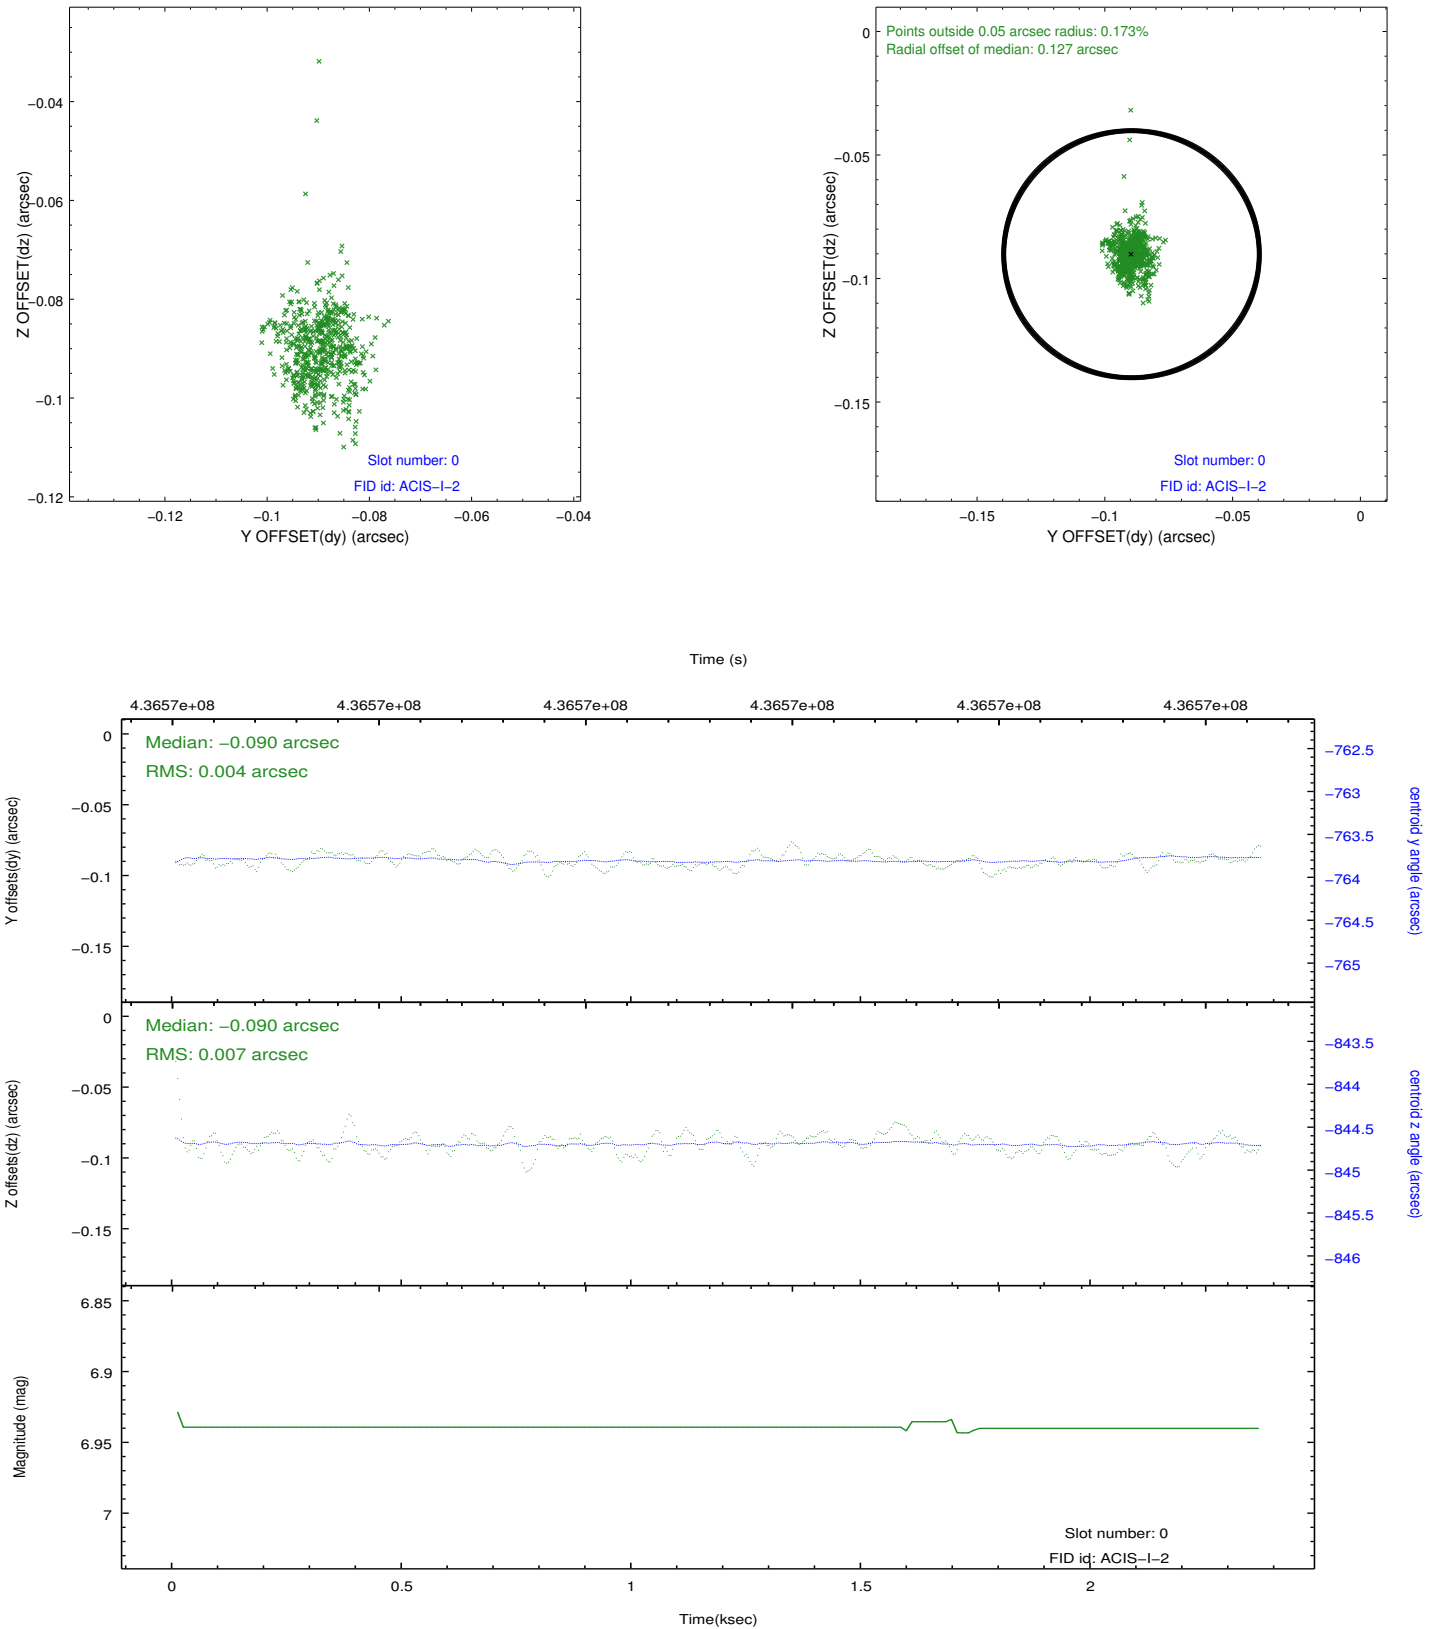 −0.04
−0.06
−0.08
−0.1
−0.12
Z OFFSET(dz) (arcsec)
Slot number: 0
FID id: ACIS−I−2
−0.12
−0.1
−0.08
−0.06
−0.04
Y OFFSET(dy) (arcsec)
Points outside 0.05 arcsec radius: 0.173%
Radial offset of median: 0.127 arcsec
0
−0.05
−0.1
−0.15
Z OFFSET(dz) (arcsec)
Slot number: 0
FID id: ACIS−I−2
−0.15
−0.1
−0.05
0
Y OFFSET(dy) (arcsec)
Time (s)
4.3657e+08
4.3657e+08
4.3657e+08
4.3657e+08
4.3657e+08
4.3657e+08
Median: −0.090 arcsec
RMS: 0.004 arcsec
0
−0.05
−0.1
−0.15
Y offsets(dy) (arcsec)
−762.5
−763
−763.5
−764
−764.5
−765
centroid y angle (arcsec)
Median: −0.090 arcsec
RMS: 0.007 arcsec
0
−0.05
−0.1
−0.15
Z offsets(dz) (arcsec)
−843.5
−844
−844.5
−845
−845.5
−846
centroid z angle (arcsec)
6.85
6.9
6.95
7
Magnitude (mag)
Slot number: 0
FID id: ACIS−I−2
0
0.5
1
1.5
2
Time(ksec)